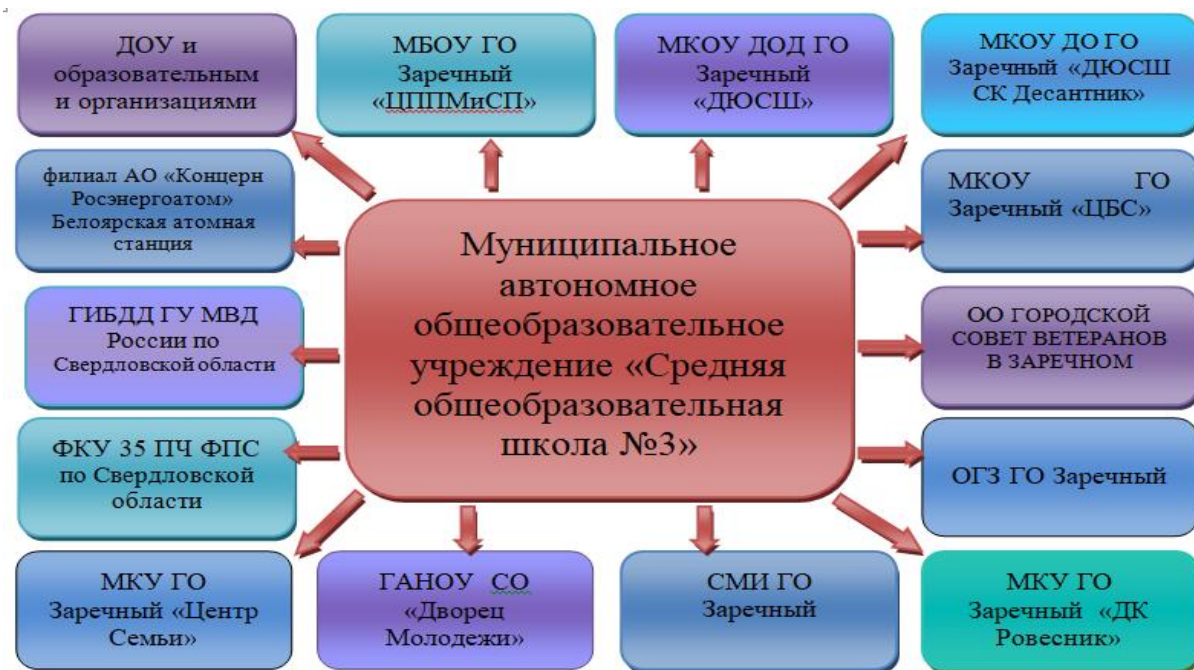 ДОУ и
образовательным
и организациями
МБОУ ГО
Заречный
«ЦППМиСП»
МКОУ ДОД ГО
Заречный
«ДЮСШ»
МКОУ ДО ГО
Заречный «ДЮСШ
СК Десантник»
филиал АО «Концерн
Росэнергоатом»
Белоярская атомная
станция
МКОУ ГО
Заречный «ЦБС»
Муниципальное
автономное
общеобразовательное
учреждение «Средняя
общеобразовательная
школа №3»
ГИБДД ГУ МВД
России по
Свердловской области
ОО ГОРОДСКОЙ
СОВЕТ ВЕТЕРАНОВ
В ЗАРЕЧНОМ
ФКУ 35 ПЧ ФПС
по Свердловской
области
ОГЗ ГО Заречный
МКУ ГО
Заречный «Центр
Семьи»
ГАНОУ СО
«Дворец
Молодежи»
СМИ ГО
Заречный
МКУ ГО
Заречный «ДК
Ровесник»